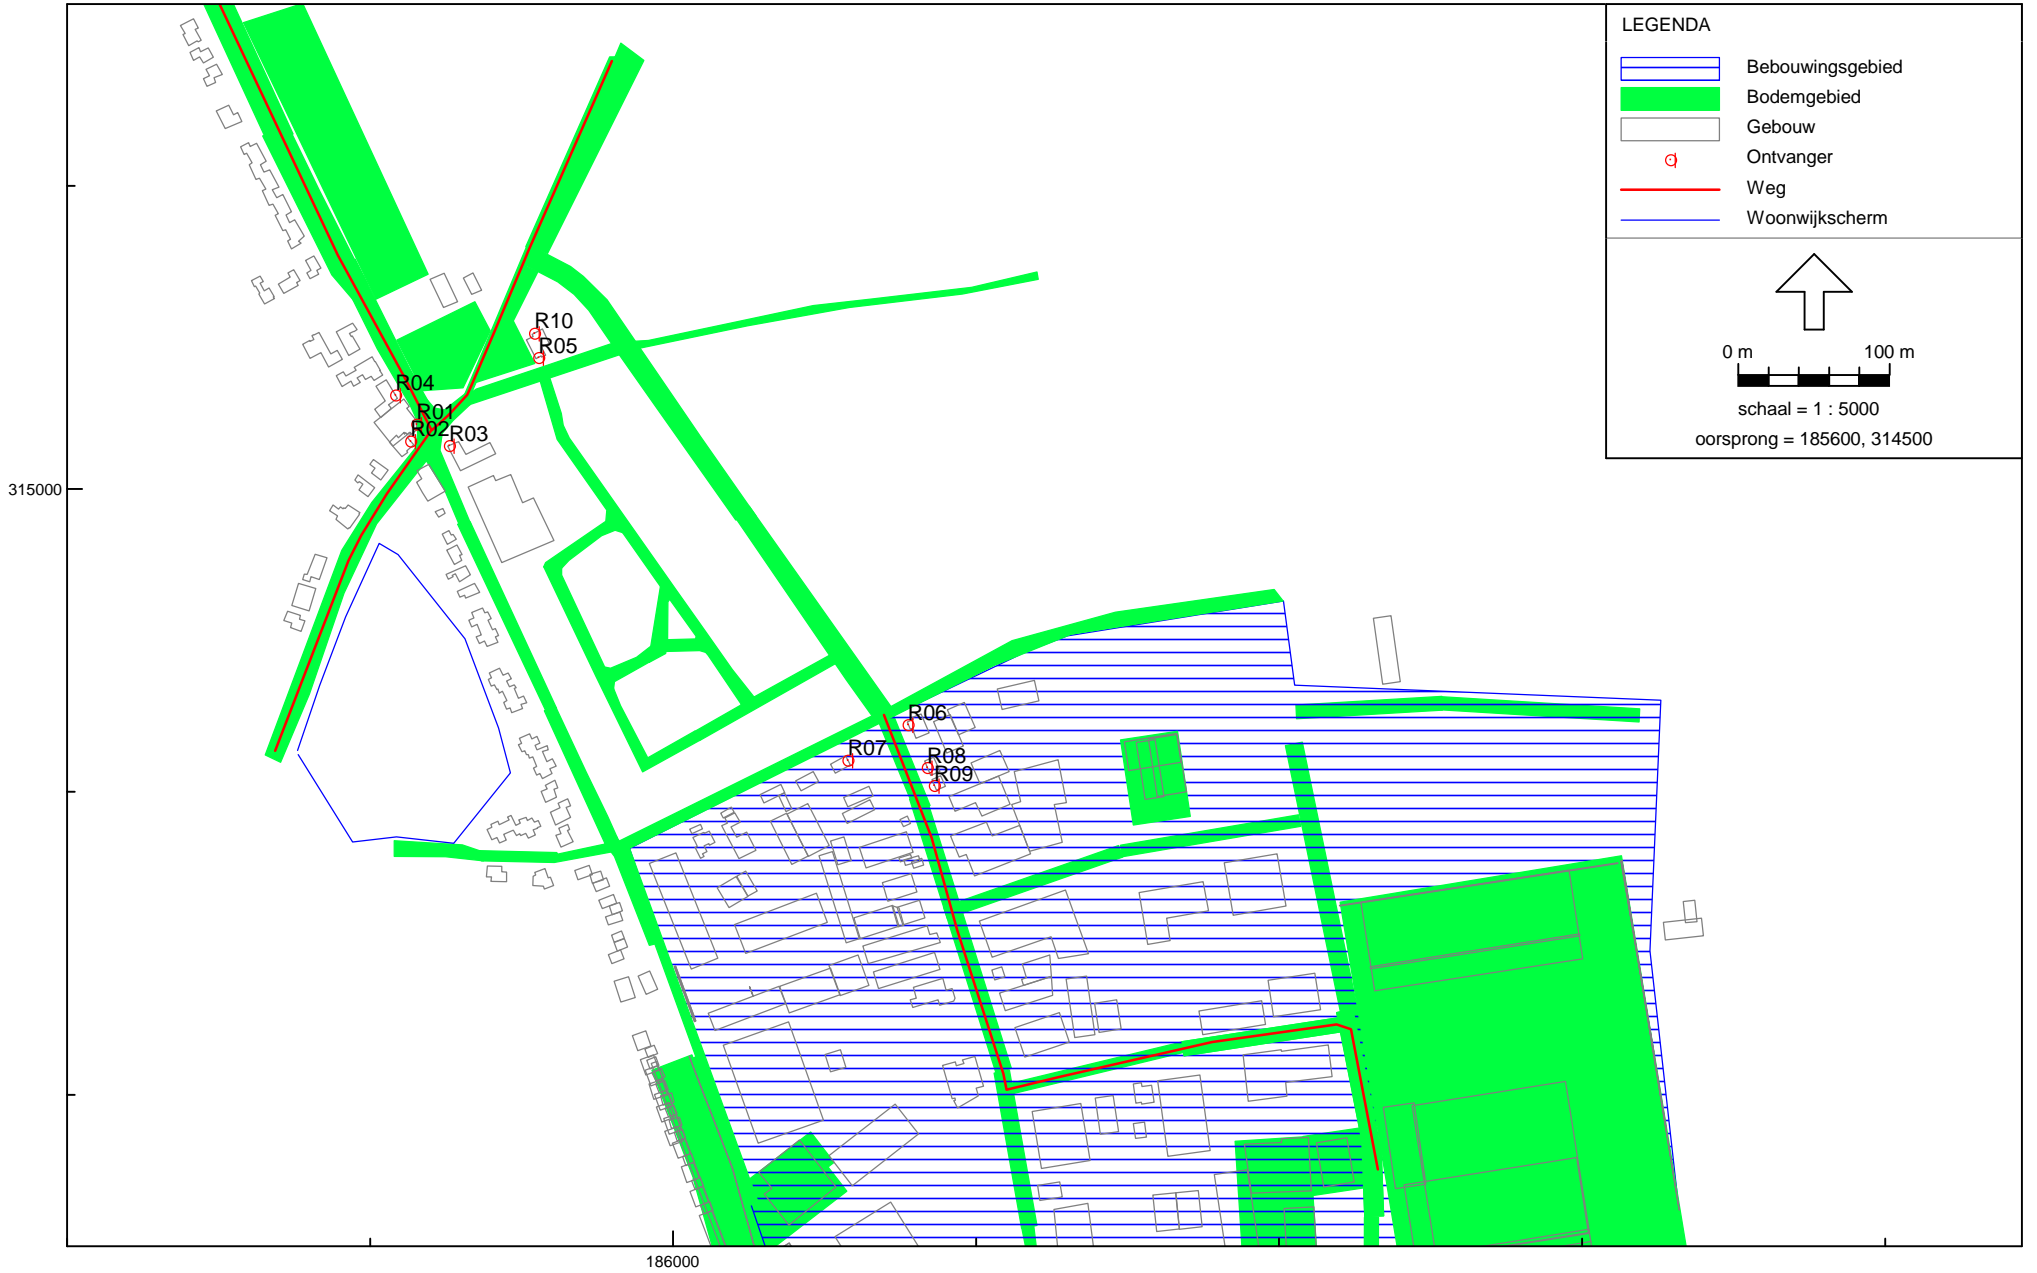 LEGENDA
Bebouwingsgebied
Bodemgebied
Gebouw
Ontvanger
Weg
Woonwijkscherm
0 m 100 m
schaal = 1 : 5000
oorsprong = 185600, 314500
R10
R05
R04
R01
R02 R03
315000
R06
R07
R08
R09
186000